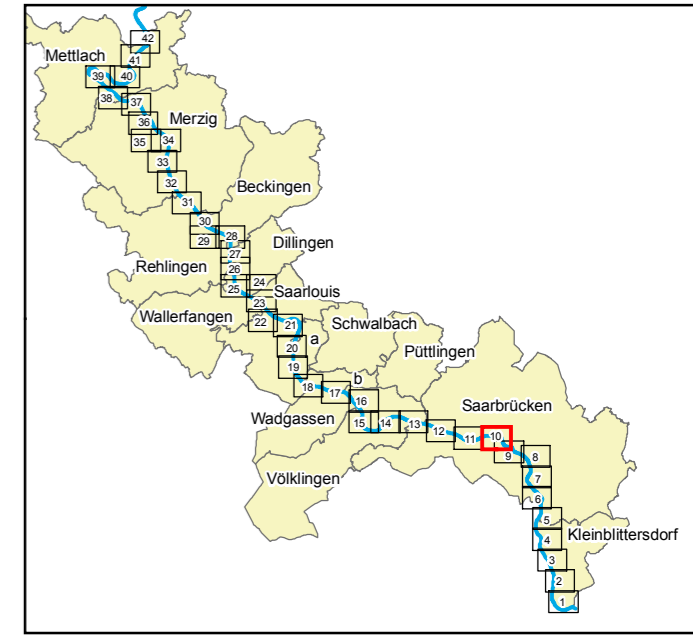 42
41
Mettlach
39 40
38 37
36 Merzig
35 34
33
32
Beckingen
31
30
29 28
Dillingen
27
Rehlingen 26
25 24
Saarlouis
23
Wallerfangen
22 21
Schwalbach
a
20
Püttlingen
19
b
18 17
16
Saarbrücken
Wadgassen
15 14 13
12
11 10
9 8
Völklingen
7
6
5
Kleinblittersdorf
4
3
2
1